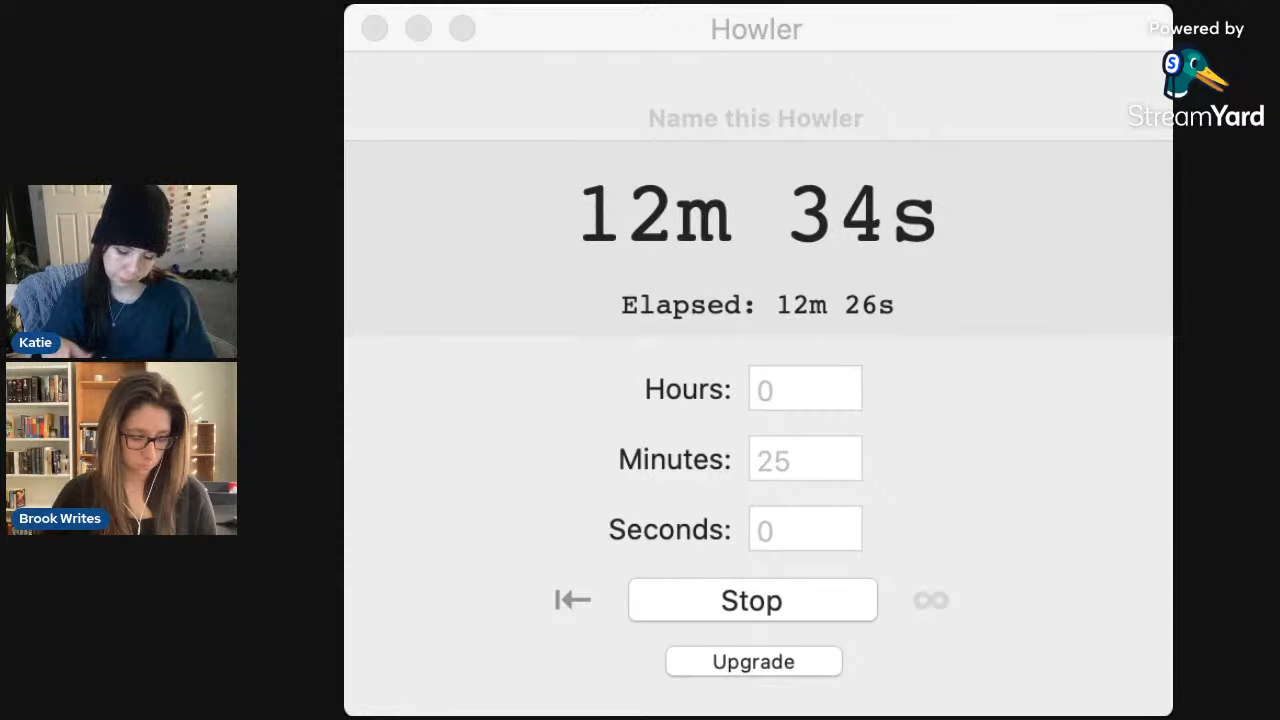 Howler
Powered by
StreamYard
Name this Howler
12m 34s
Elapsed: 12m 26s
Hours: 0
Minutes: 25
Seconds: 0
Stop
Upgrade
Katie
Brook Writes